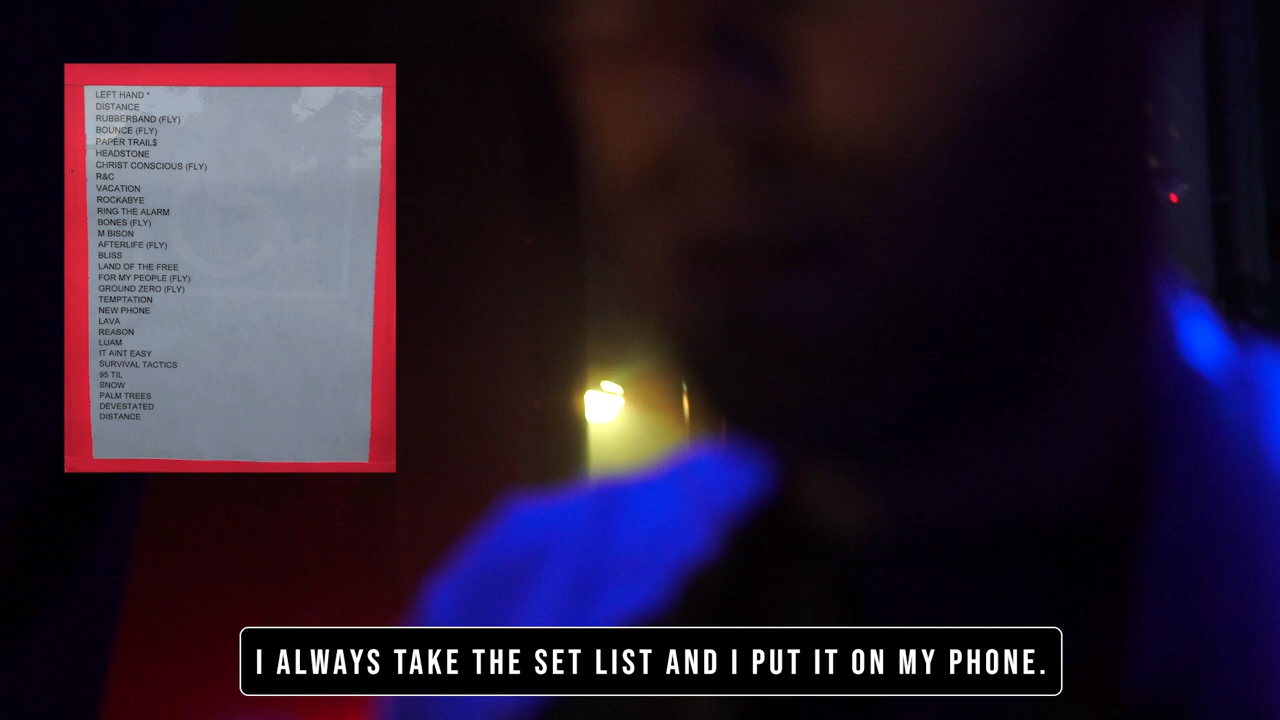 LEFT HAND *
DISTANCE
RUBBERBAND (FLY)
BOUNCE (FLY)
PAPER TRAIL$
HEADSTONE
CHRIST CONSCIOUS (FLY)
R&C
VACATION
ROCKABYE
RING THE ALARM
BONES (FLY)
M BISON
AFTERLIFE (FLY)
BLISS
LAND OF THE FREE
FOR MY PEOPLE (FLY)
GROUND ZERO (FLY)
TEMPTATION
NEW PHONE
LAVA
REASON
LUAM
IT AINT EASY
SURVIVAL TACTICS
95 TIL
SNOW
PALM TREES
DEVESTATED
DISTANCE
I ALWAYS TAKE THE SET LIST AND I PUT IT ON MY PHONE.